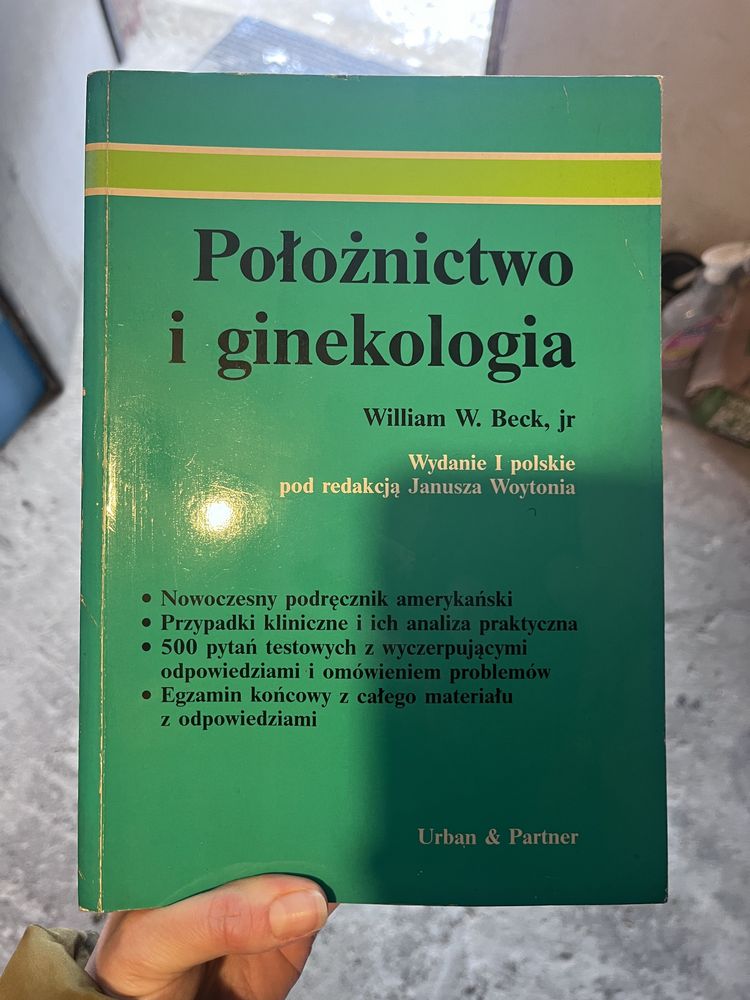 Położnictwo
i ginekologia
William W. Beck, jr
Wydanie I polskie
pod redakcją Janusza Woytonia
• Nowoczesny podręcznik amerykański
• Przypadki kliniczne i ich analiza praktyczna
• 500 pytań testowych z wyczerpującymi
odpowiedziami i omówieniem problemów
• Egzamin końcowy z całego materiału
z odpowiedziami
Urban & Partner